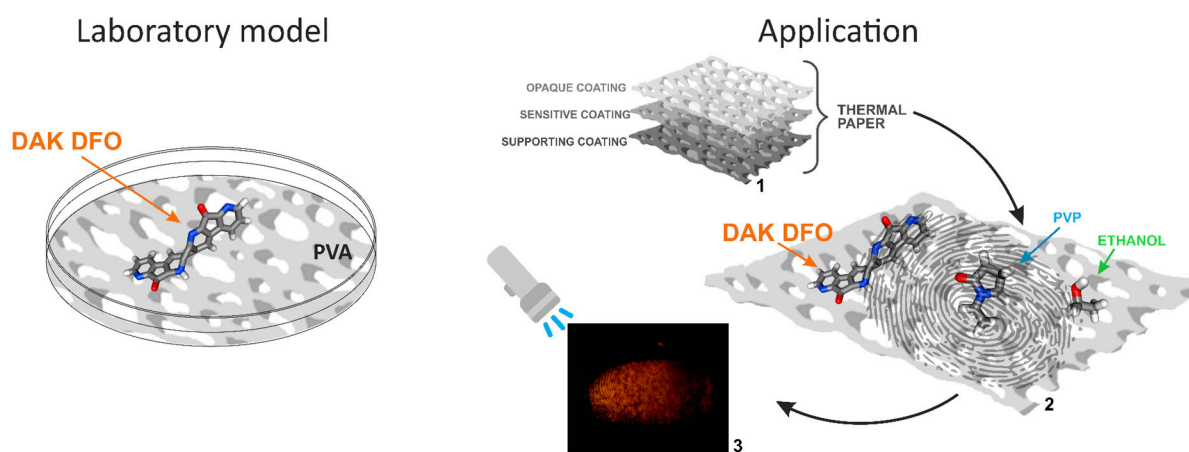 Laboratory model
Application
OPAQUE COATING
SENSITIVE COATING
SUPPORTING COATING
THERMAL
PAPER
1
DAK DFO
PVA
DAK DFO
PVP
ETHANOL
2
3